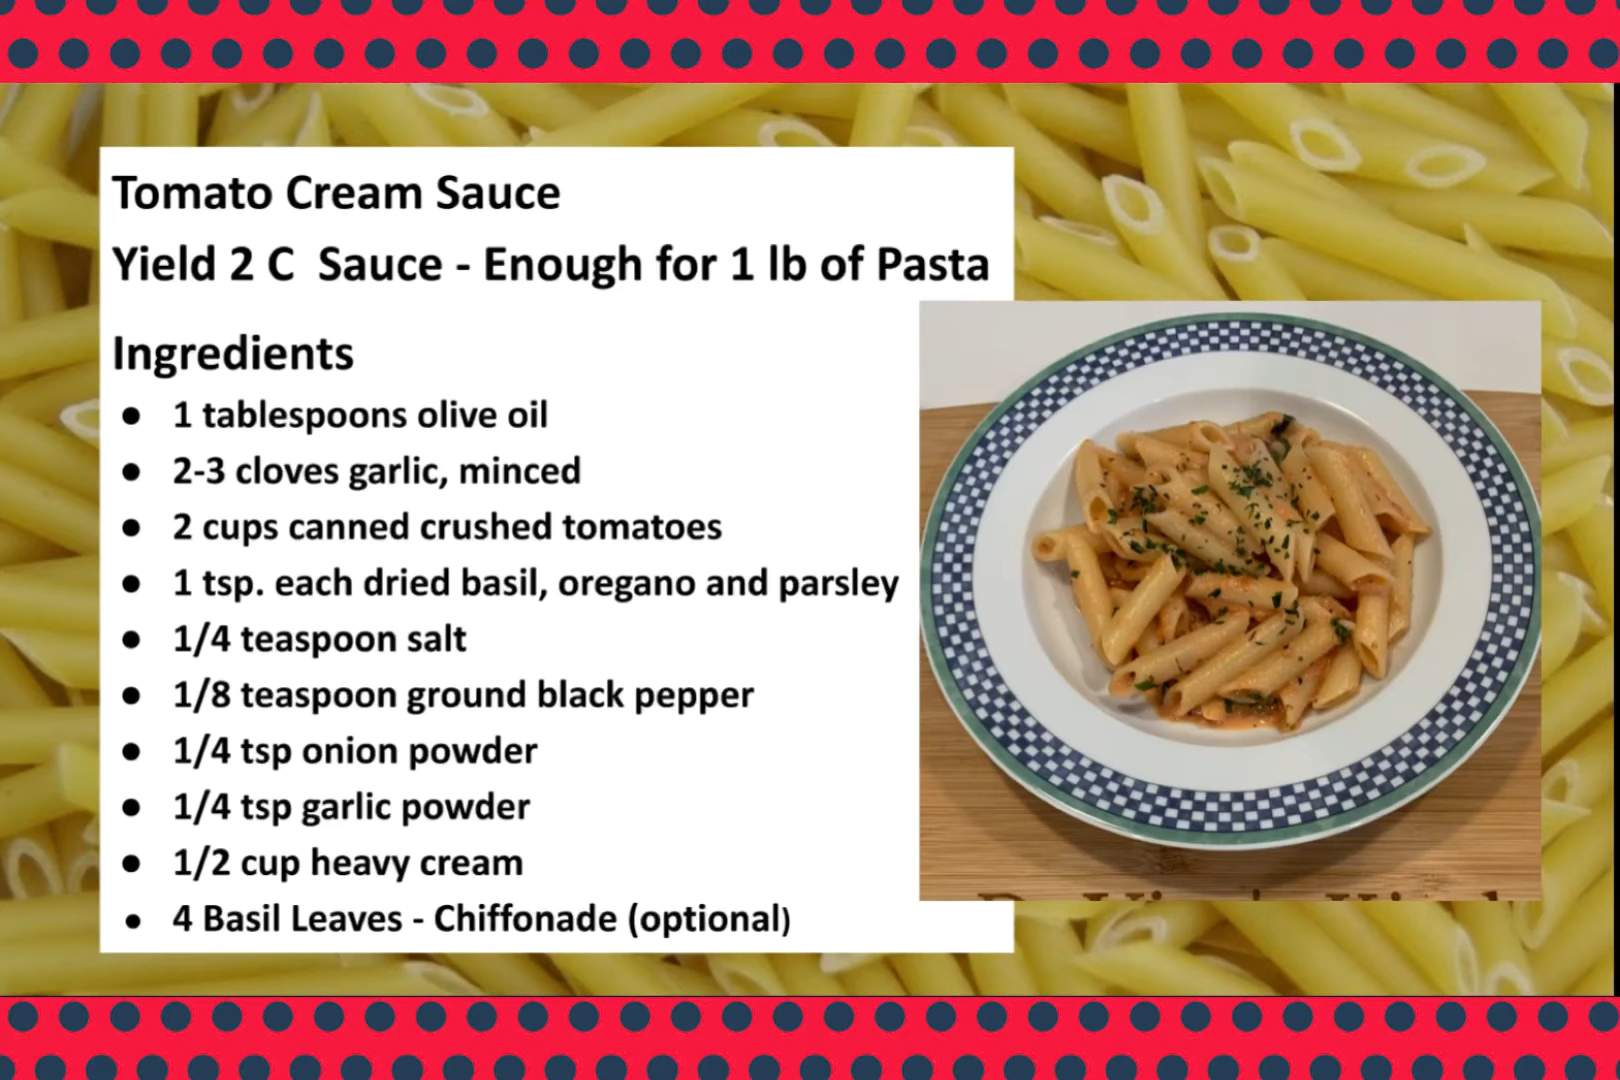 Tomato Cream Sauce
Yield 2 C Sauce - Enough for 1 lb of Pasta
Ingredients
● 1 tablespoons olive oil
● 2-3 cloves garlic, minced
● 2 cups canned crushed tomatoes
● 1 tsp. each dried basil, oregano and parsley
● 1/4 teaspoon salt
● 1/8 teaspoon ground black pepper
● 1/4 tsp onion powder
● 1/4 tsp garlic powder
● 1/2 cup heavy cream
● 4 Basil Leaves - Chiffonade (optional)